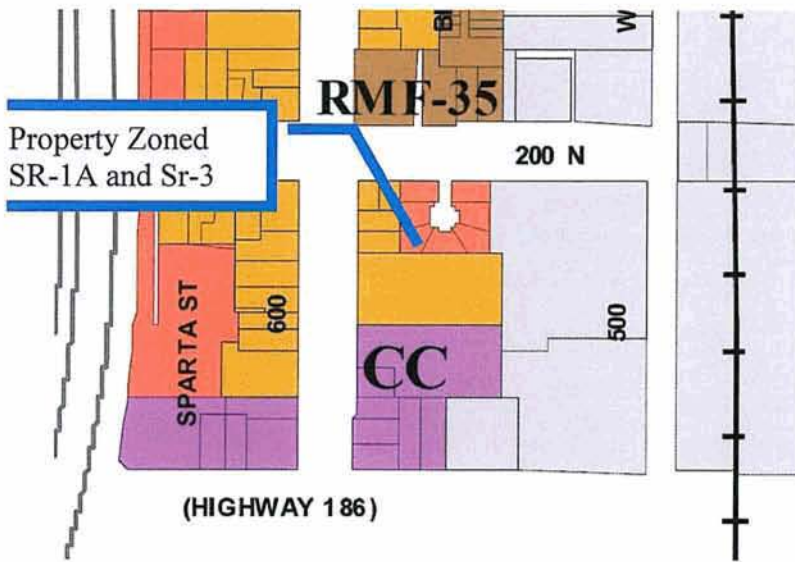 RMF-35
Property Zoned
SR-1A and Sr-3
200 N
SPARTA ST
600
500
CC
W
(HIGHWAY 186)